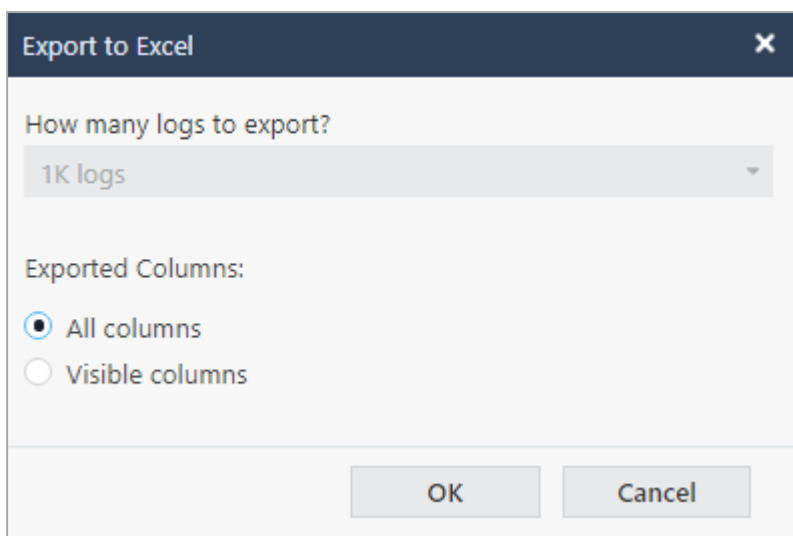 Export to Excel
How many logs to export?
1K logs
Exported Columns:
All columns
Visible columns
OK Cancel